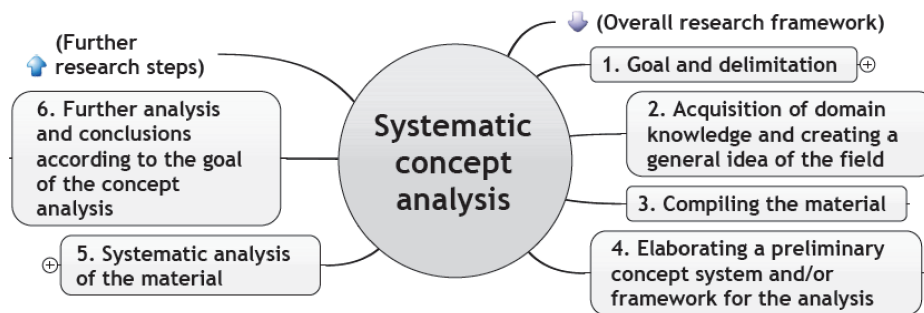 Systematic
concept
analysis
(Overall research framework)
1. Goal and delimitation
2. Acquisition of domain
knowledge and creating a
general idea of the field
3. Compiling the material
4. Elaborating a preliminary
concept system and/or
framework for the analysis
5. Systematic analysis
of the material
6. Further analysis
and conclusions
according to the goal
of the concept
analysis
(Further
research steps)